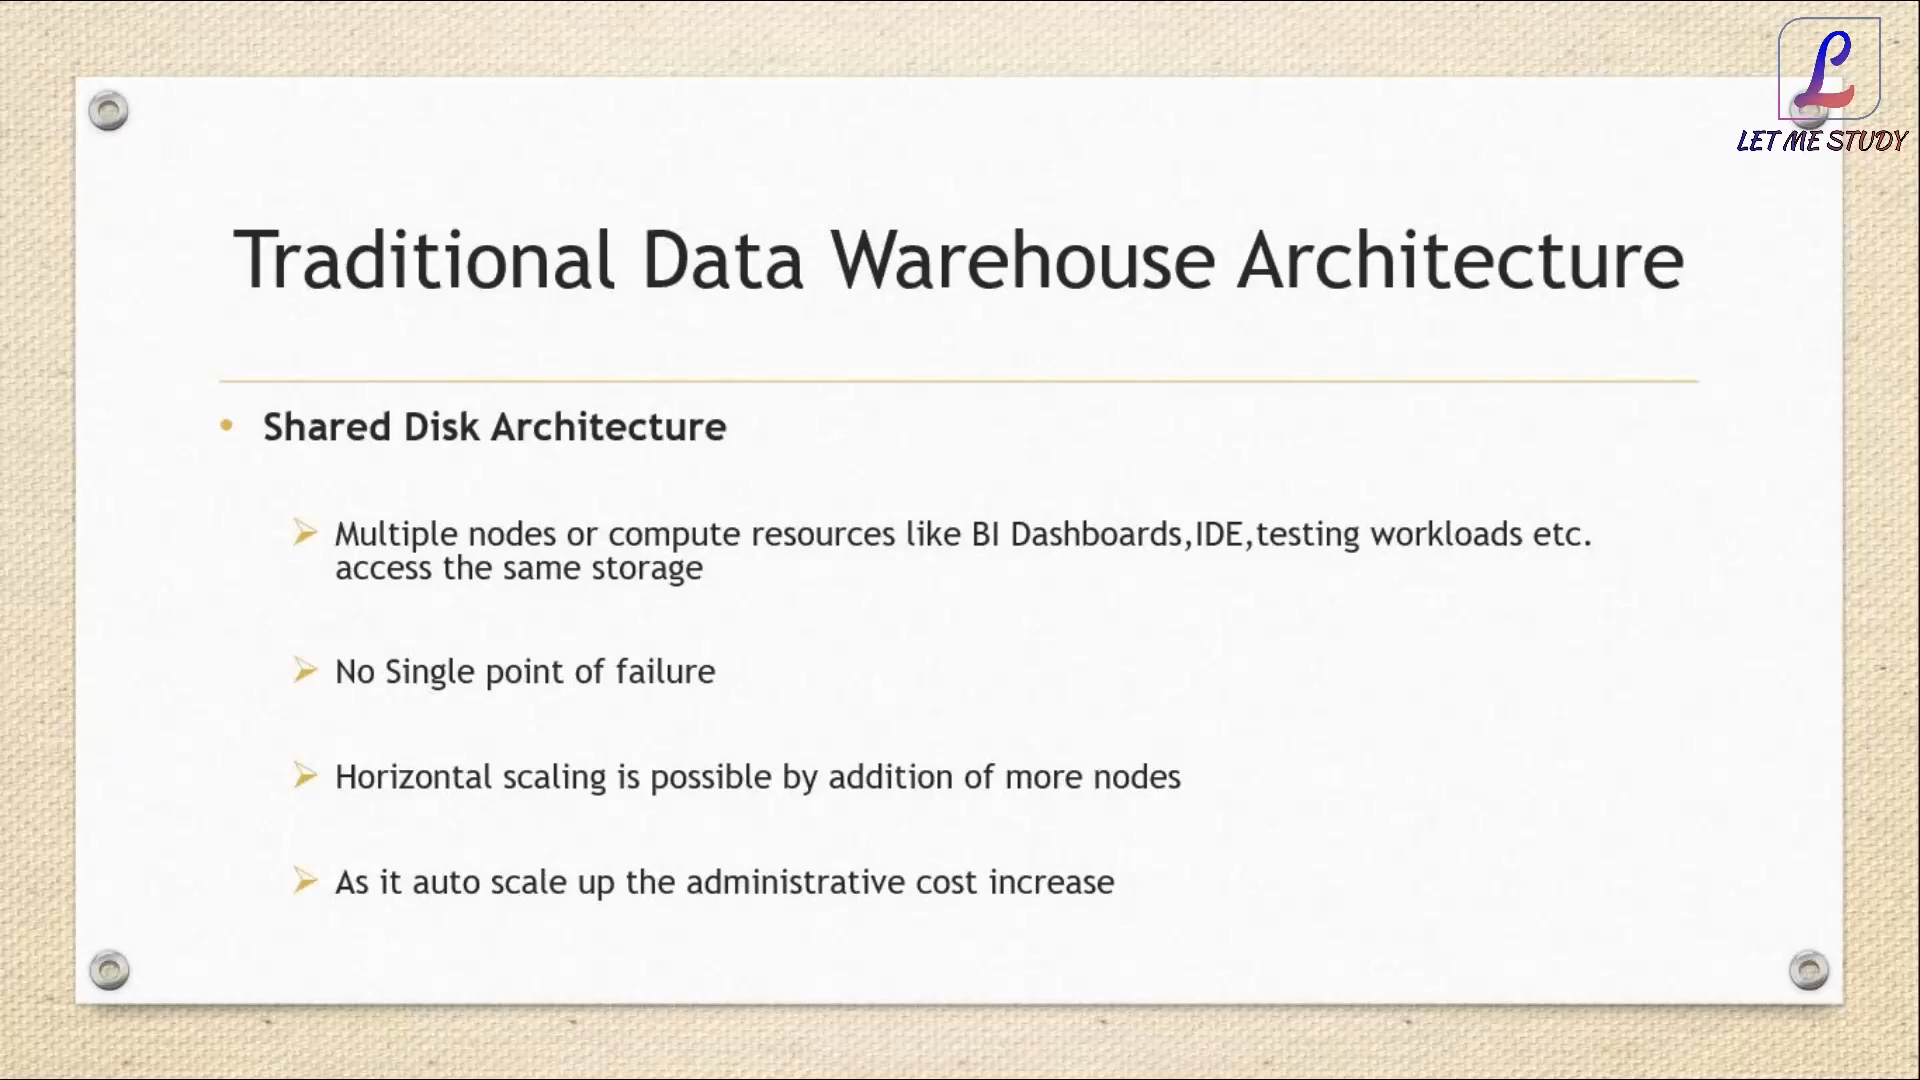 L
LET ME STUDY
Traditional Data Warehouse Architecture
• Shared Disk Architecture
➢ Multiple nodes or compute resources like BI Dashboards,IDE,testing workloads etc.
access the same storage
➢ No Single point of failure
➢ Horizontal scaling is possible by addition of more nodes
➢ As it auto scale up the administrative cost increase